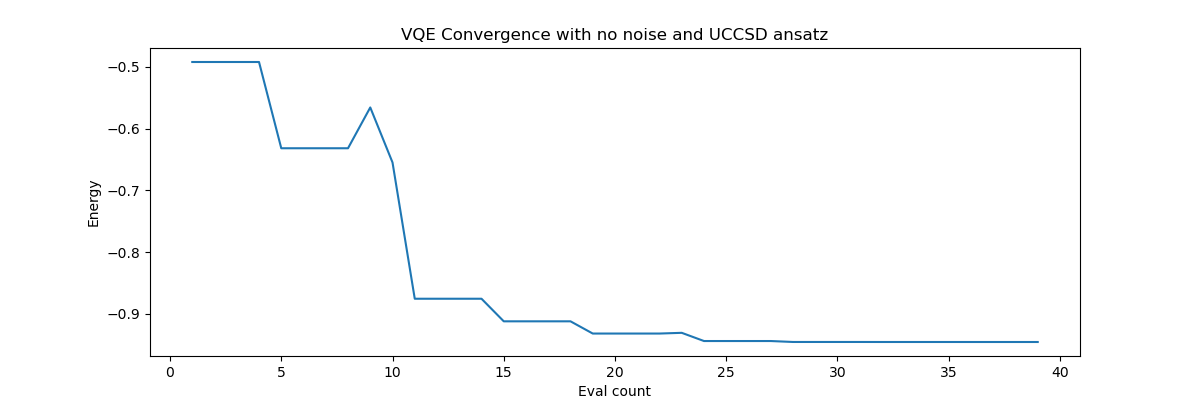 VQE Convergence with no noise and UCCSD ansatz
−0.5
−0.6
−0.7
−0.8
−0.9
Energy
0 5 10 15 20 25 30 35 40
Eval count